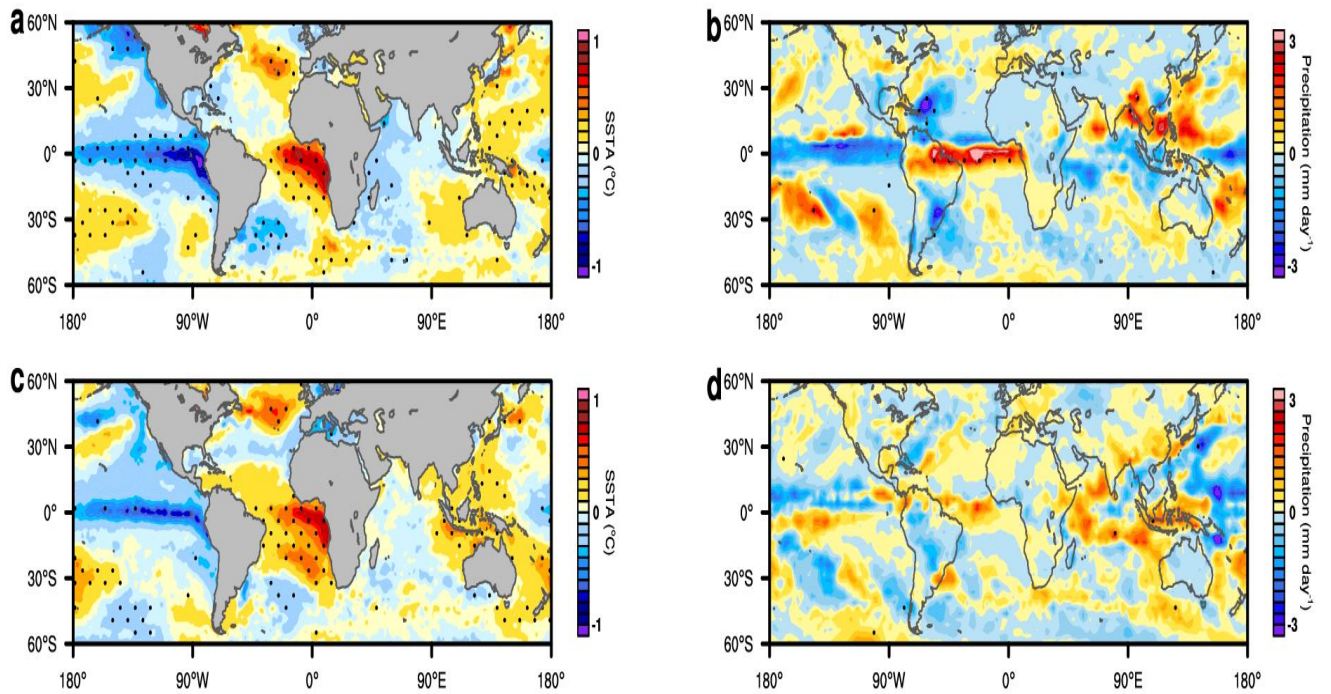 a
60ºN
30ºN
0º
30ºS
60ºS
180º
90ºW
0º
90ºE
180º
1
0
-1
SSTA (ºC)
b
60ºN
30ºN
0º
30ºS
60ºS
180º
90ºW
0º
90ºE
180º
3
0
-3
Precipitation (mm day⁻¹)
c
60ºN
30ºN
0º
30ºS
60ºS
180º
90ºW
0º
90ºE
180º
1
0
-1
SSTA (ºC)
d
60ºN
30ºN
0º
30ºS
60ºS
180º
90ºW
0º
90ºE
180º
3
0
-3
Precipitation (mm day⁻¹)